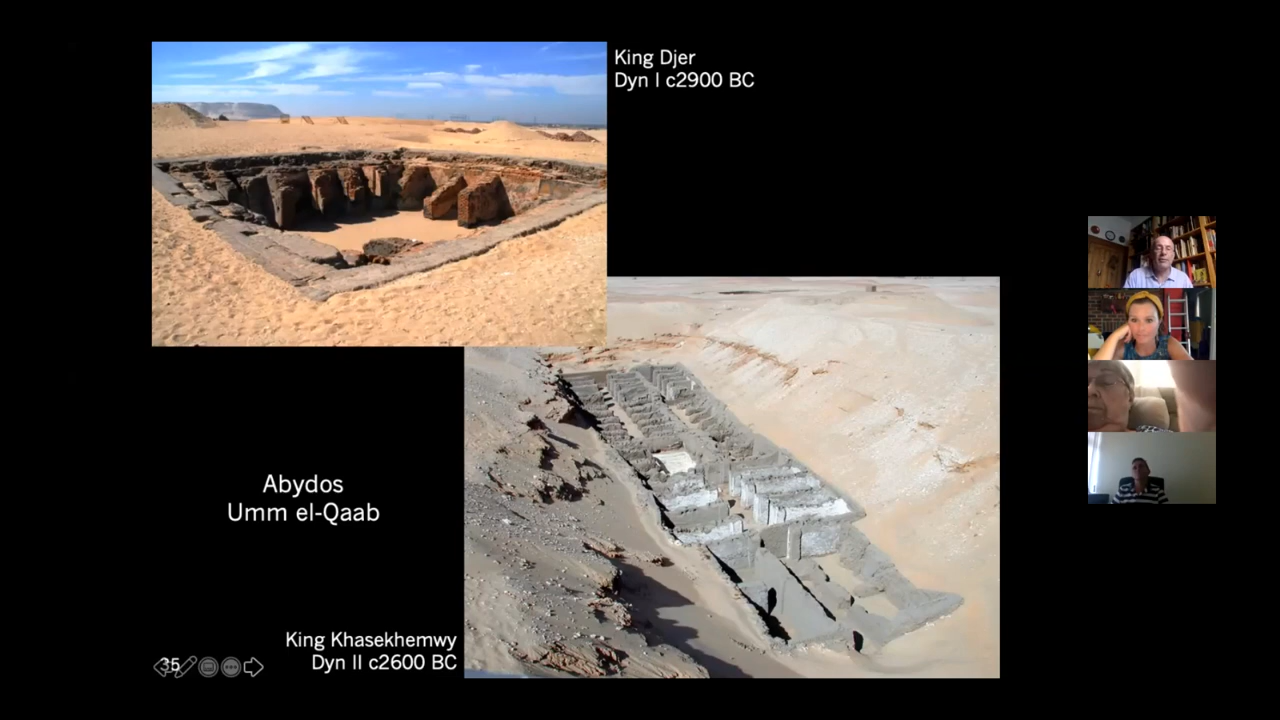 King Djer
Dyn I c2900 BC
Abydos
Umm el-Qaab
King Khasekhemwy
Dyn II c2600 BC
35